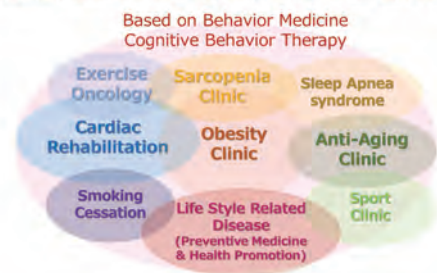 Based on Behavior Medicine
Cognitive Behavior Therapy
Exercise
Oncology
Sarcopenia
Clinic
Sleep Apnea
syndrome
Cardiac
Rehabilitation
Obesity
Clinic
Anti-Aging
Clinic
Smoking
Cessation
Life Style Related
Disease
(Preventive Medicine
& Health Promotion)
Sport
Clinic